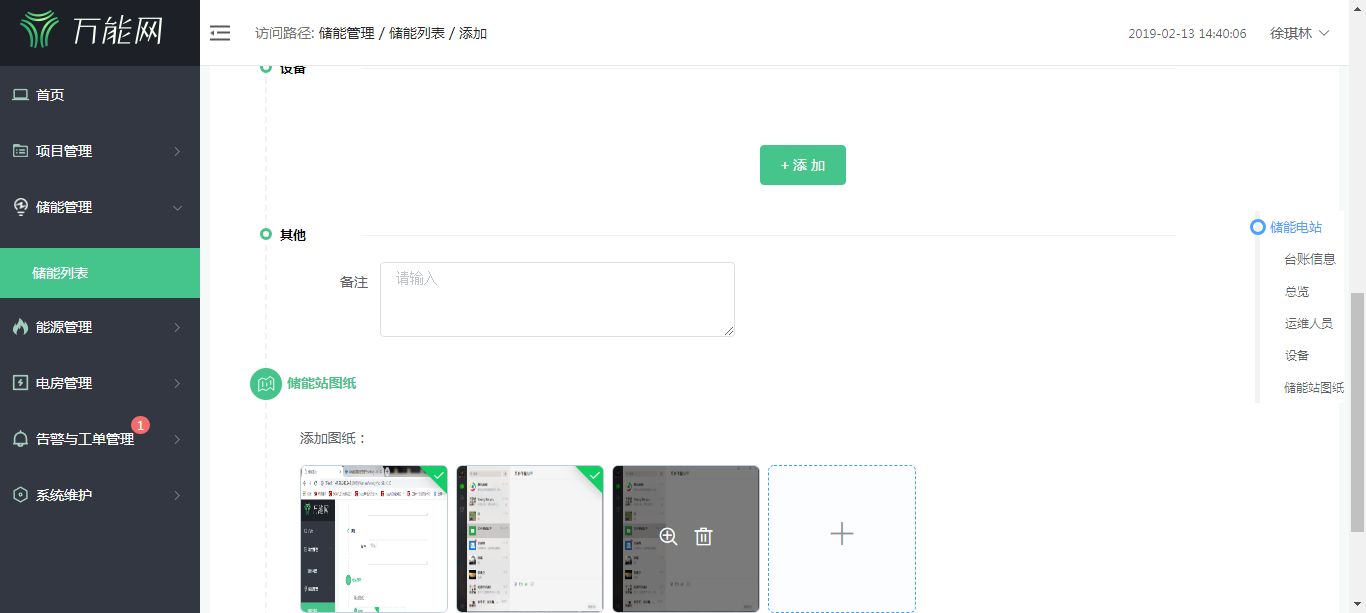 万能网
访问路径: 储能管理 / 储能列表 / 添加
2019-02-13 14:40:06
徐琪林
首页
项目管理
储能管理
储能列表
能源管理
电房管理
告警与工单管理
1
系统维护
设备
+ 添 加
其他
备注
请输入
储能站图纸
添加图纸：
储能电站
台账信息
总览
运维人员
设备
储能站图纸